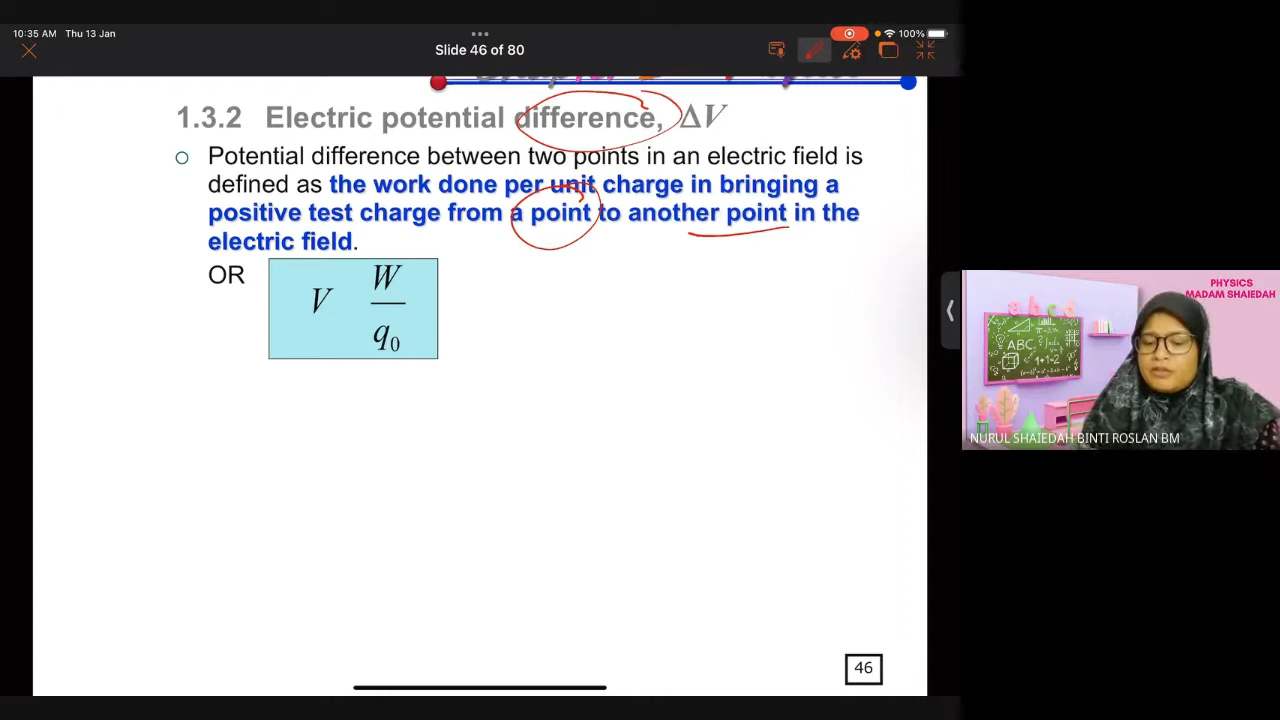 10:35 AM Thu 13 Jan
100%
Slide 46 of 80
1.3.2 Electric potential difference, ΔV
Potential difference between two points in an electric field is
defined as the work done per unit charge in bringing a
positive test charge from a point to another point in the
electric field.
OR
V W
q0
46
PHYSICS
MADAM SHAIEDAH
a b c d
ABC
1+1=2
NURUL SHAIEDAH BINTI ROSLAN BM